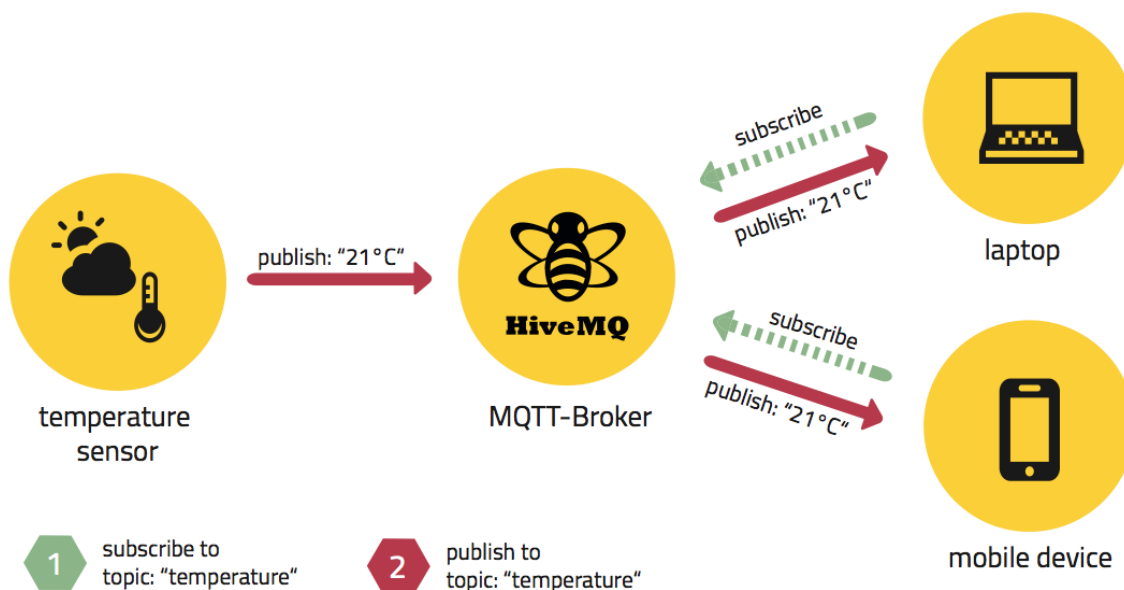 subscribe
publish: “21°C“
laptop
publish: “21°C“
HiveMQ
subscribe
publish: “21°C“
temperature
sensor
MQTT-Broker
mobile device
1
subscribe to
topic: “temperature“
2
publish to
topic: “temperature“